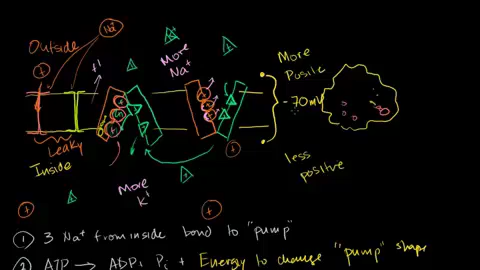 Na+
Outside
+1
More
Na+
More
Positive
-70mV
Leaky
Inside
less
positive
More
K+
① 3 Na+ from inside bond to "pump"
② ATP → ADP, Pi + Energy to change "pump" shape